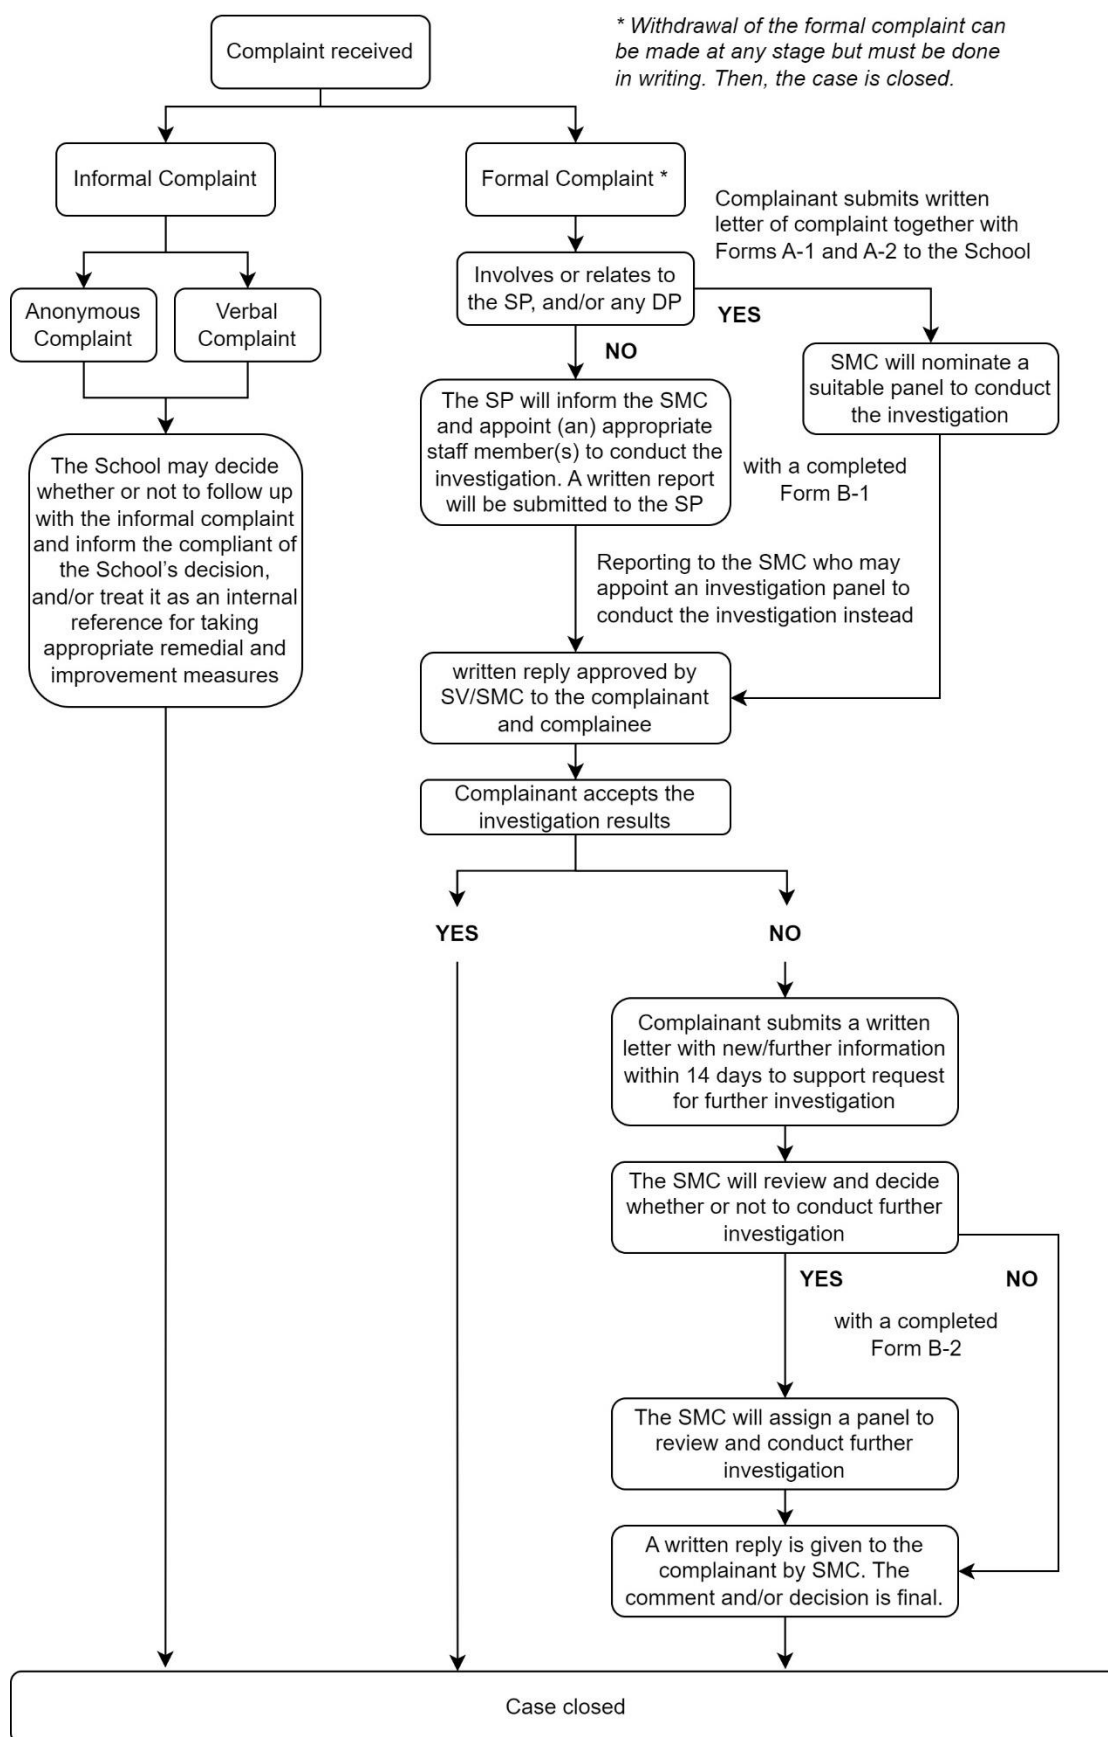 Complaint received
* Withdrawal of the formal complaint can
be made at any stage but must be done
in writing. Then, the case is closed.
Informal Complaint
Formal Complaint *
Complainant submits written
letter of complaint together with
Forms A-1 and A-2 to the School
Anonymous
Complaint
Verbal
Complaint
Involves or relates to
the SP, and/or any DP
YES
NO
SMC will nominate a
suitable panel to conduct
the investigation
The SP will inform the SMC
and appoint (an) appropriate
staff member(s) to conduct the
investigation. A written report
will be submitted to the SP
with a completed
Form B-1
The School may decide
whether or not to follow up
with the informal complaint
and inform the compliant of
the School's decision,
and/or treat it as an internal
reference for taking
appropriate remedial and
improvement measures
Reporting to the SMC who may
appoint an investigation panel to
conduct the investigation instead
written reply approved by
SV/SMC to the complainant
and complainee
Complainant accepts the
investigation results
YES
NO
Complainant submits a written
letter with new/further information
within 14 days to support request
for further investigation
The SMC will review and decide
whether or not to conduct further
investigation
YES
NO
with a completed
Form B-2
The SMC will assign a panel to
review and conduct further
investigation
A written reply is given to the
complainant by SMC. The
comment and/or decision is final.
Case closed